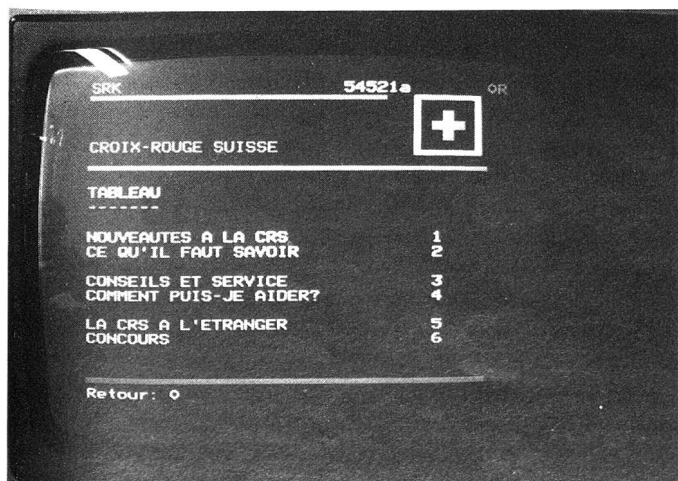 SRK 54521a OR
CROIX-ROUGE SUISSE
TABLEAU
-------
NOUVEAUTES A LA CRS 1
CE QU'IL FAUT SAVOIR 2
CONSEILS ET SERVICE 3
COMMENT PUIS-JE AIDER? 4
LA CRS A L'ETRANGER 5
CONCOURS 6
Retour: 0